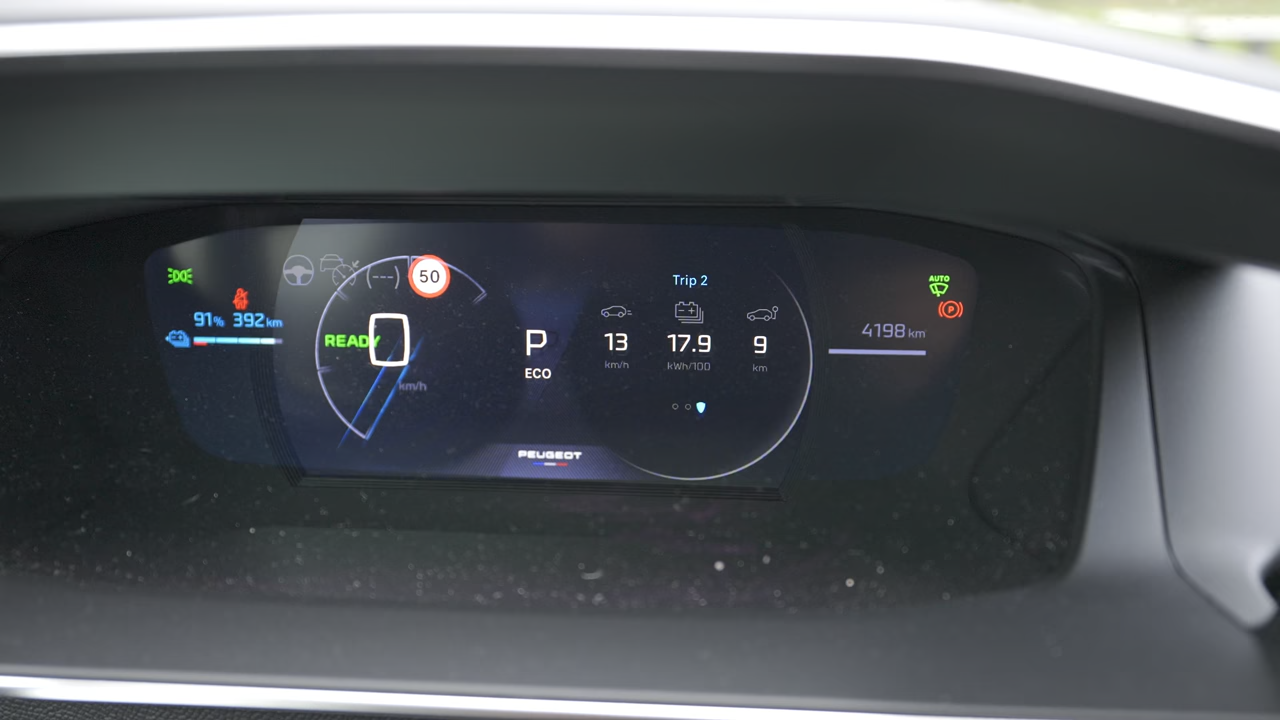 91% 392km
READY
0
km/h
(---)
50
P
ECO
Trip 2
13 17.9 9
km/h kWh/100 km
PEUGEOT
AUTO
(P)
4198 km